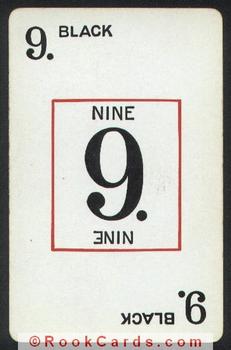 9. BLACK
NINE
9.
NINE
9. BLACK
©RookCards.com